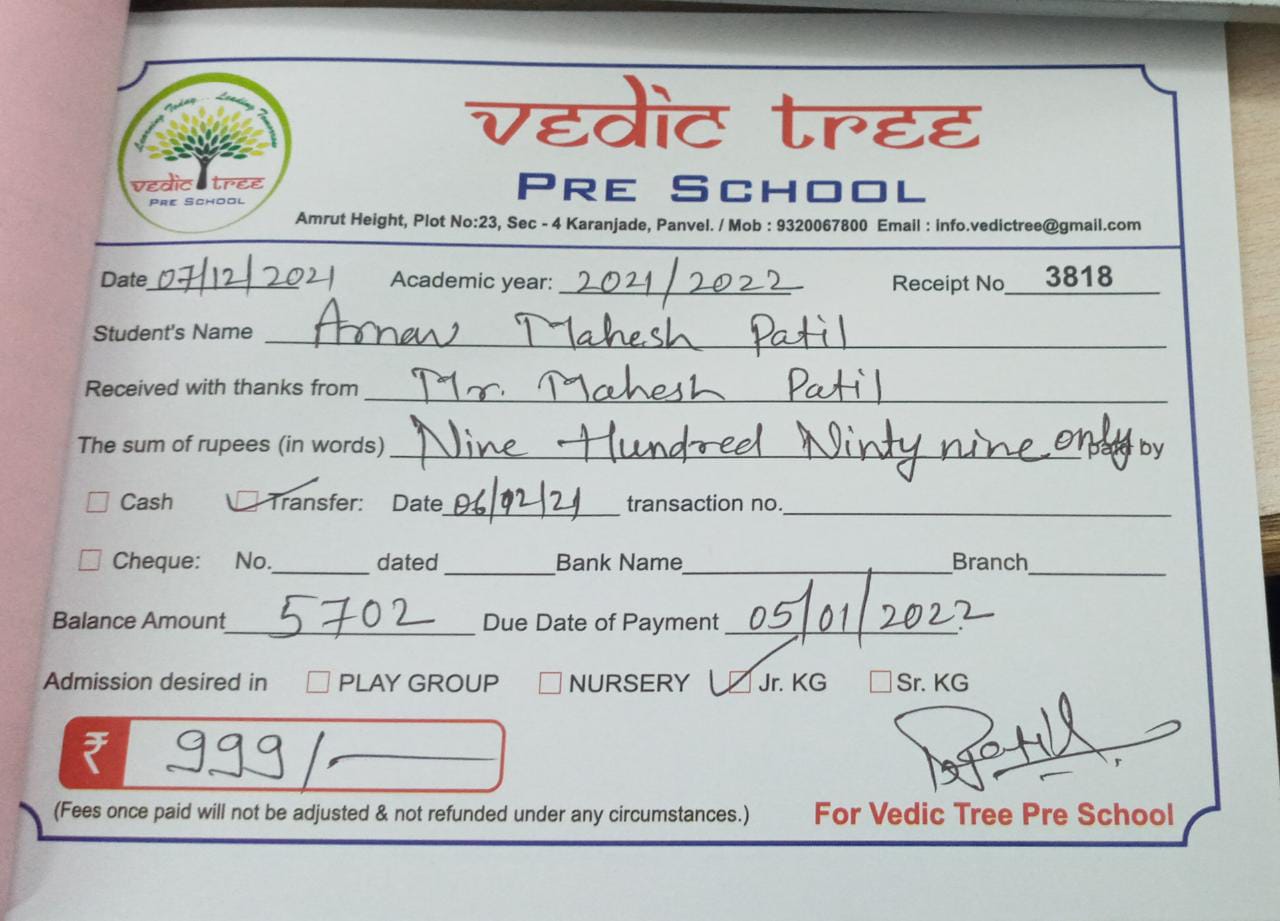 Learning Today... Leading Tomorrow
vedic tree
PRE SCHOOL
vedic tree
PRE SCHOOL
Amrut Height, Plot No:23, Sec - 4 Karanjade, Panvel. / Mob : 9320067800 Email : info.vedictree@gmail.com
Date 07/12/2021 Academic year: 2021/2022 Receipt No 3818
Student's Name Arnav Mahesh Patil
Received with thanks from Mr. Mahesh Patil
The sum of rupees (in words) Nine Hundred Ninty nine only paid by
Cash Transfer: Date 06/12/21 transaction no.
Cheque: No. dated Bank Name Branch
Balance Amount 5702 Due Date of Payment 05/01/2022
Admission desired in PLAY GROUP NURSERY Jr. KG Sr. KG
₹ 999/-
(Fees once paid will not be adjusted & not refunded under any circumstances.) For Vedic Tree Pre School